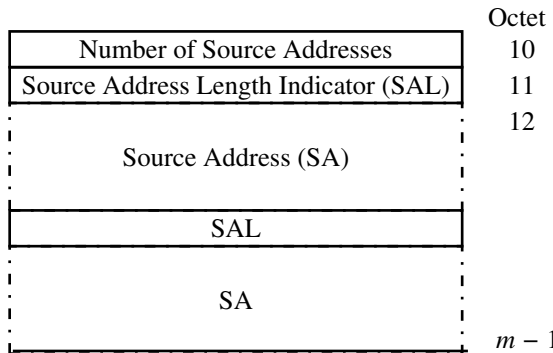 Octet
Number of Source Addresses 10
Source Address Length Indicator (SAL) 11
12
Source Address (SA)
SAL
SA
m − 1